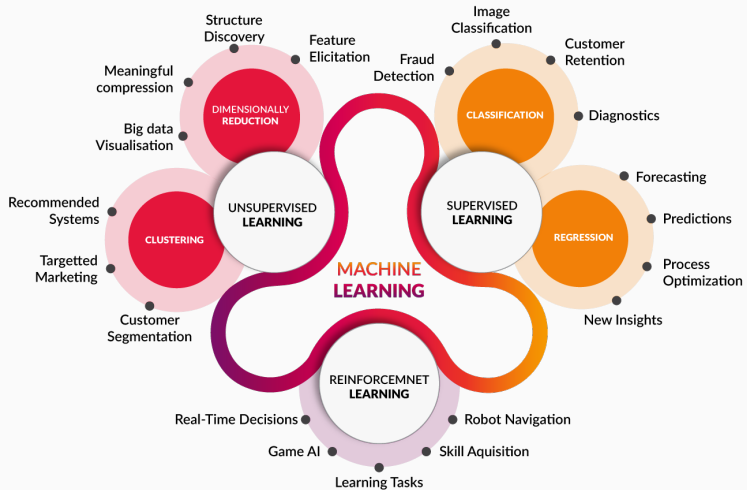 Structure
Discovery
Feature
Elicitation
Meaningful
compression
Big data
Visualisation
DIMENSIONALLY
REDUCTION
UNSUPERVISED
LEARNING
CLUSTERING
Recommended
Systems
Targetted
Marketing
Customer
Segmentation
Image
Classification
Fraud
Detection
Customer
Retention
Diagnostics
CLASSIFICATION
SUPERVISED
LEARNING
REGRESSION
Forecasting
Predictions
Process
Optimization
New Insights
MACHINE
LEARNING
REINFORCEMNET
LEARNING
Real-Time Decisions
Game AI
Learning Tasks
Skill Aquisition
Robot Navigation